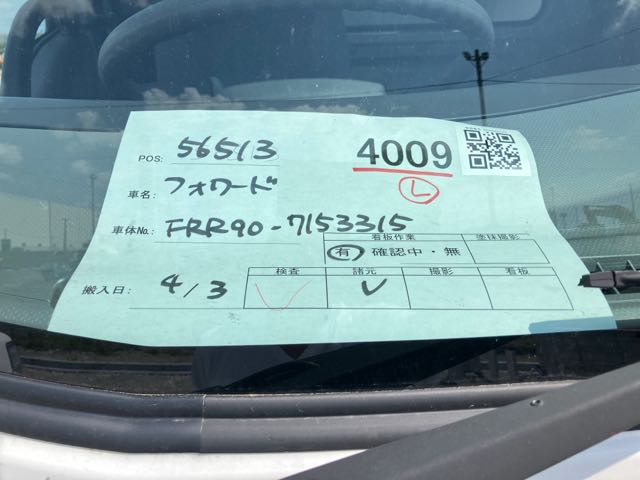 POS: 56513
4009
Ⓛ
車名: フォワード
車体No.: FRR90-7153315
看板作業 塗抹撮影
有・確認中・無
搬入日: 4/3
検査 諸元 撮影 看板